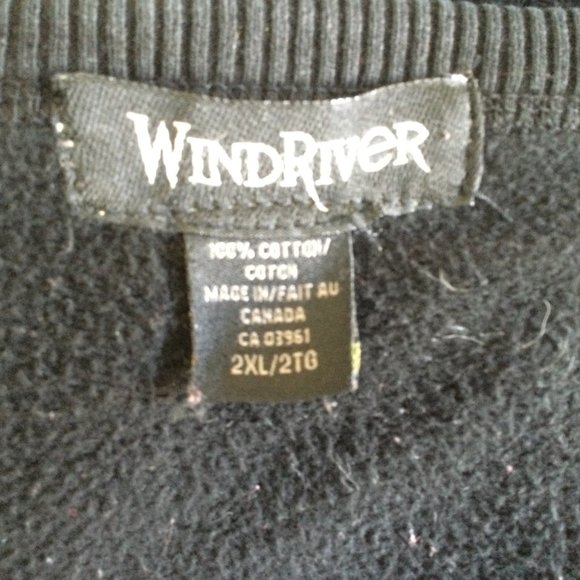 WINDRIVER
100% COTTON/
COTON
MADE IN/FAIT AU
CANADA
CA 03961
2XL/2TG